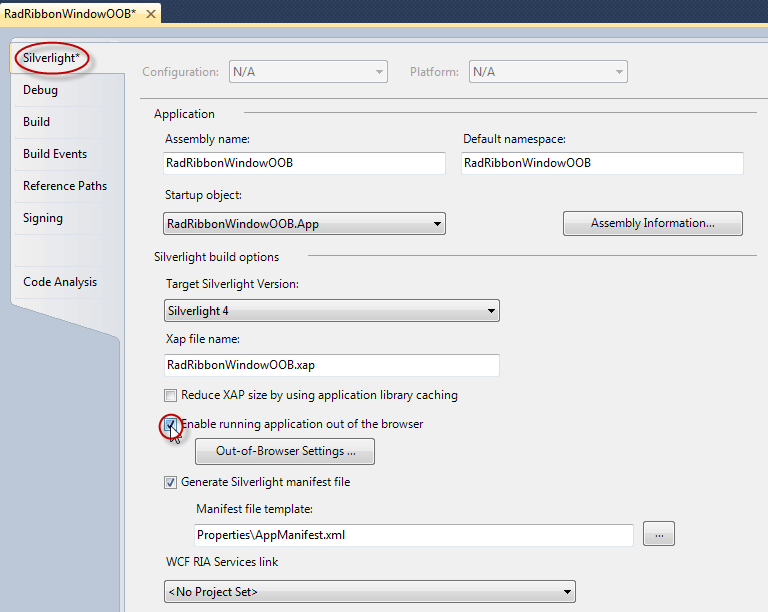 RadRibbonWindowOOB*
Silverlight*
Debug
Build
Build Events
Reference Paths
Signing
Code Analysis
Configuration: N/A Platform: N/A
Application
Assembly name: Default namespace:
RadRibbonWindowOOB RadRibbonWindowOOB
Startup object:
RadRibbonWindowOOB.App Assembly Information...
Silverlight build options
Target Silverlight Version:
Silverlight 4
Xap file name:
RadRibbonWindowOOB.xap
Reduce XAP size by using application library caching
Enable running application out of the browser
Out-of-Browser Settings ...
Generate Silverlight manifest file
Manifest file template:
Properties\AppManifest.xml ...
WCF RIA Services link
<No Project Set>